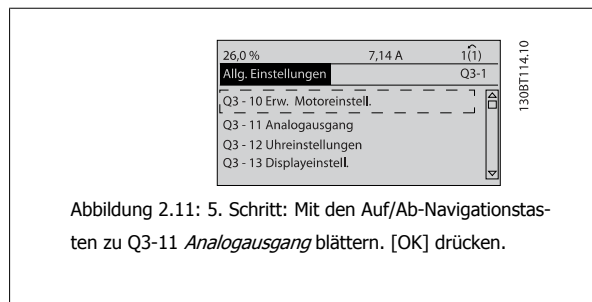 26,0 % 7,14 A 1(1)
Allg. Einstellungen Q3-1
Q3 - 10 Erw. Motoreinstell.
Q3 - 11 Analogausgang
Q3 - 12 Uhreinstellungen
Q3 - 13 Displayeinstell.
130BT114.10
Abbildung 2.11: 5. Schritt: Mit den Auf/Ab-Navigationstas-
ten zu Q3-11 Analogausgang blättern. [OK] drücken.